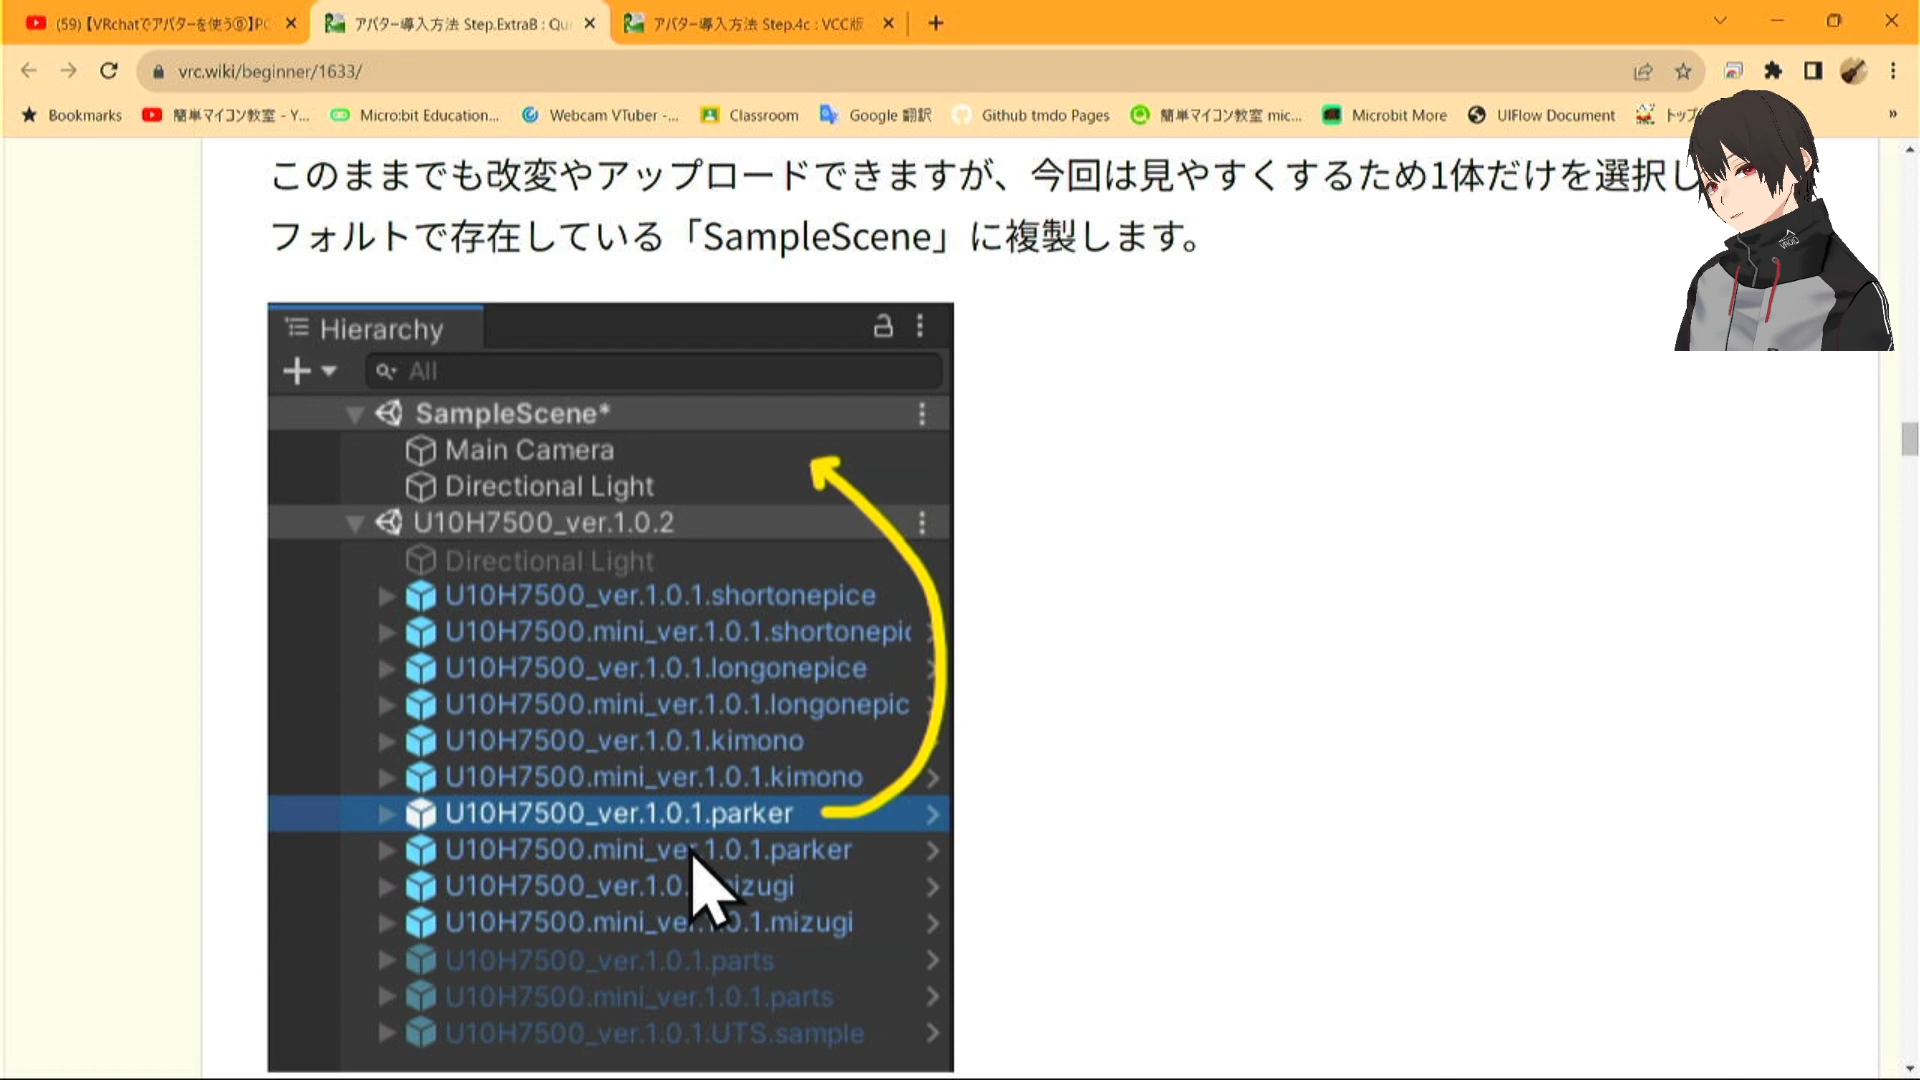 (59)【VRchatでアバターを使う⓪】PC
アバター導入方法 Step.ExtraB : Qu
アバター導入方法 Step.4c : VCC版
vrc.wiki/beginner/1633/
Bookmarks
簡単マイコン教室 - Y...
Micro:bit Education...
Webcam VTuber -...
Classroom
Google 翻訳
Github tmdo Pages
簡単マイコン教室 mic...
Microbit More
UIFlow Document
トップ
»
このままでも改変やアップロードできますが、今回は見やすくするため1体だけを選択し
フォルトで存在している「SampleScene」に複製します。
Hierarchy
All
SampleScene*
Main Camera
Directional Light
U10H7500_ver.1.0.2
Directional Light
U10H7500_ver.1.0.1.shortonepice
U10H7500.mini_ver.1.0.1.shortonepic
U10H7500_ver.1.0.1.longonepice
U10H7500.mini_ver.1.0.1.longonepic
U10H7500_ver.1.0.1.kimono
U10H7500.mini_ver.1.0.1.kimono
U10H7500_ver.1.0.1.parker
U10H7500.mini_ver.1.0.1.parker
U10H7500_ver.1.0.1.mizugi
U10H7500.mini_ver.1.0.1.mizugi
U10H7500_ver.1.0.1.parts
U10H7500.mini_ver.1.0.1.parts
U10H7500_ver.1.0.1.UTS.sample